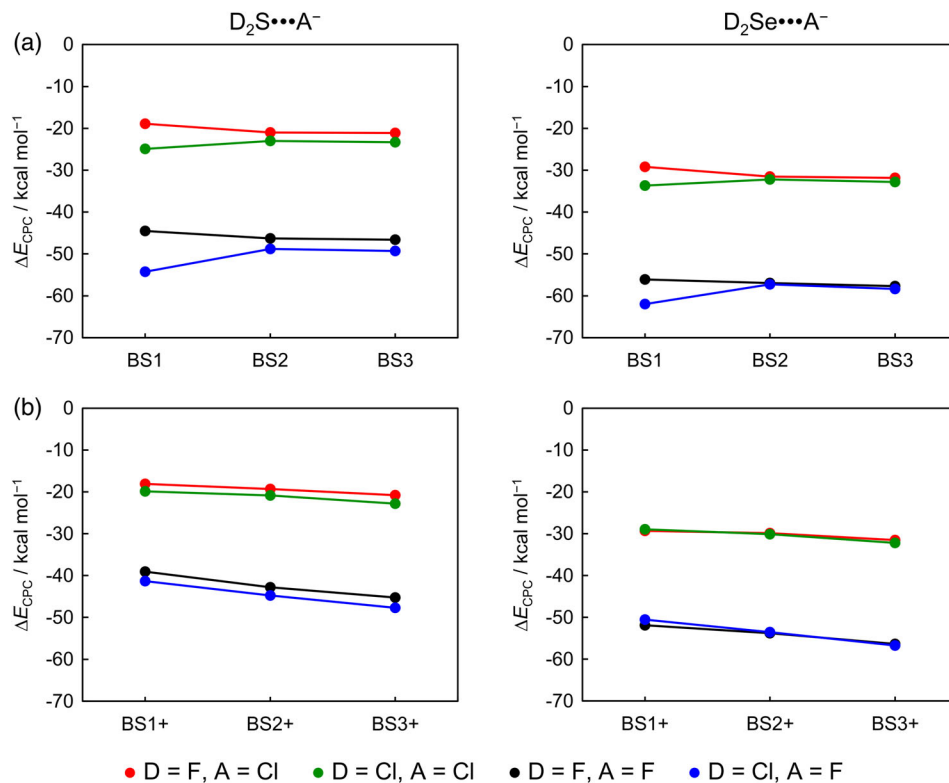 D₂S•••A⁻
D₂Se•••A⁻
(a)
0
-10
-20
-30
-40
-50
-60
-70
ΔE_CPC / kcal mol⁻¹
BS1 BS2 BS3
0
-10
-20
-30
-40
-50
-60
-70
ΔE_CPC / kcal mol⁻¹
BS1 BS2 BS3
(b)
0
-10
-20
-30
-40
-50
-60
-70
ΔE_CPC / kcal mol⁻¹
BS1+ BS2+ BS3+
0
-10
-20
-30
-40
-50
-60
-70
ΔE_CPC / kcal mol⁻¹
BS1+ BS2+ BS3+
D = F, A = Cl D = Cl, A = Cl D = F, A = F D = Cl, A = F